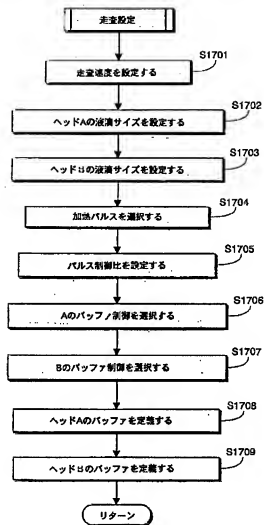 走査設定
S1701
走査速度を設定する
S1702
ヘッドAの液滴サイズを設定する
S1703
ヘッドBの液滴サイズを設定する
S1704
加熱パルスを選択する
S1705
パルス制御比を設定する
S1706
Aのバッファ制御を選択する
S1707
Bのバッファ制御を選択する
S1708
ヘッドAのバッファを定義する
S1709
ヘッドBのバッファを定義する
リターン